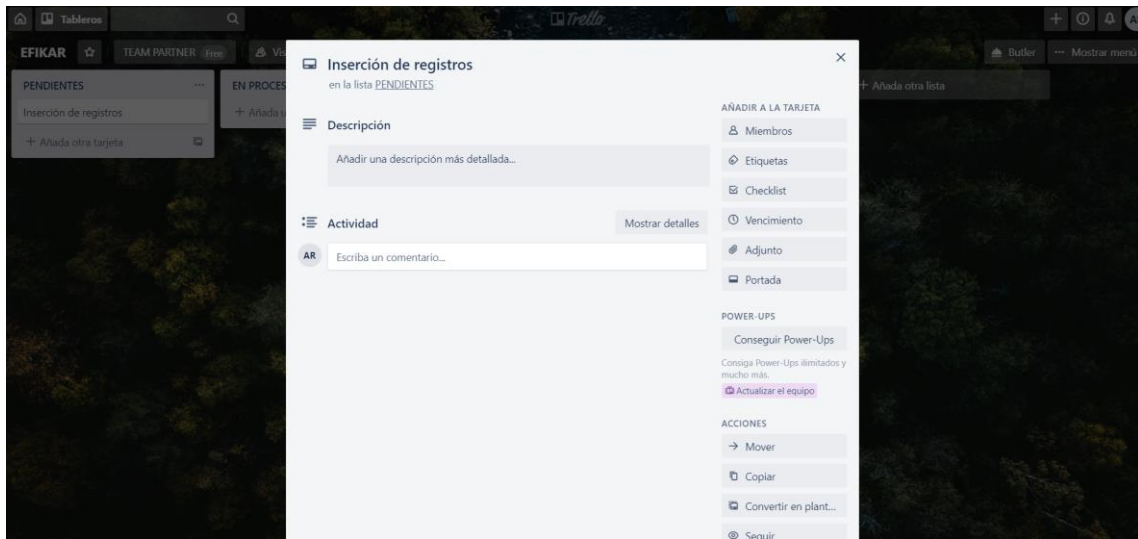 Tableros
Trello
EFIKAR
TEAM PARTNER Free
Vis
Butler
Mostrar menú
PENDIENTES
Inserción de registros
+ Añada otra tarjeta
EN PROCES
+ Añada
+ Añada otra lista
Inserción de registros
en la lista PENDIENTES
Descripción
Añadir una descripción más detallada...
Actividad
Mostrar detalles
AR
Escriba un comentario...
AÑADIR A LA TARJETA
Miembros
Etiquetas
Checklist
Vencimiento
Adjunto
Portada
POWER-UPS
Conseguir Power-Ups
Consiga Power-Ups ilimitados y
mucho más.
Actualizar el equipo
ACCIONES
Mover
Copiar
Convertir en plant...
Seguir